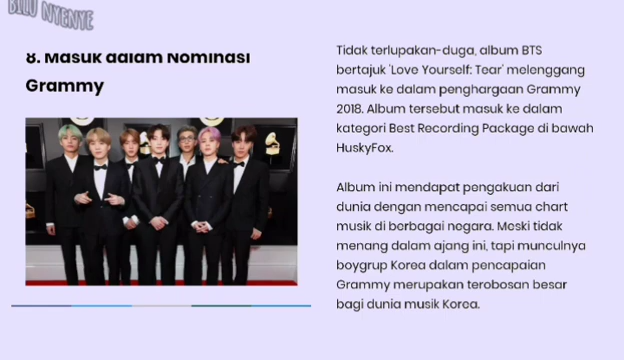 BILU NYENYE
8. Masuk dalam Nominasi
Grammy
Tidak terlupakan-duga, album BTS
bertajuk 'Love Yourself: Tear' melenggang
masuk ke dalam penghargaan Grammy
2018. Album tersebut masuk ke dalam
kategori Best Recording Package di bawah
HuskyFox.
Album ini mendapat pengakuan dari
dunia dengan mencapai semua chart
musik di berbagai negara. Meski tidak
menang dalam ajang ini, tapi munculnya
boygrup Korea dalam pencapaian
Grammy merupakan terobosan besar
bagi dunia musik Korea.